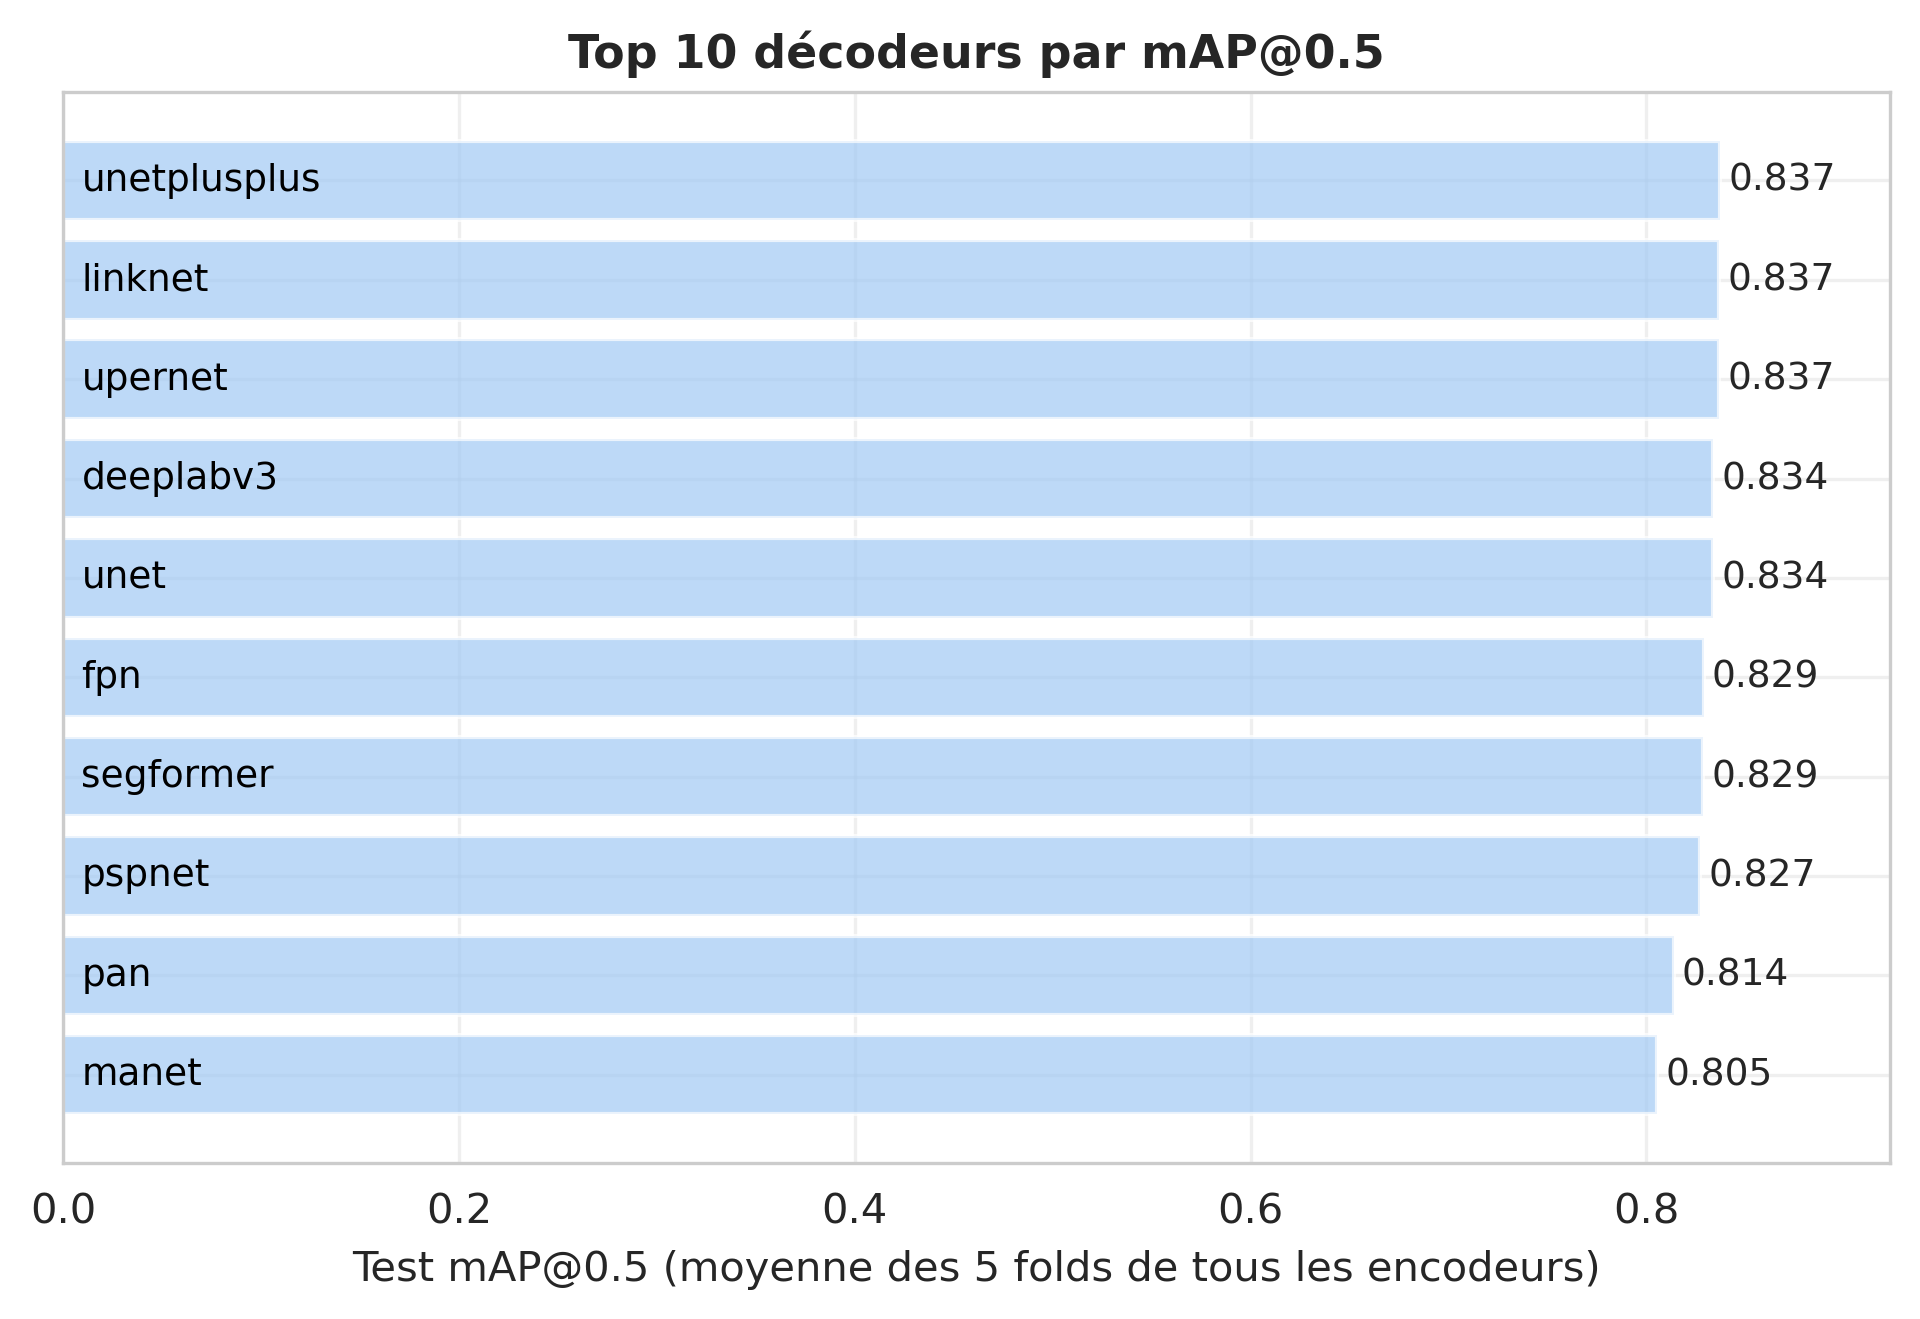 Top 10 décodeurs par mAP@0.5
unetplusplus 0.837
linknet 0.837
upernet 0.837
deeplabv3 0.834
unet 0.834
fpn 0.829
segformer 0.829
pspnet 0.827
pan 0.814
manet 0.805
0.0 0.2 0.4 0.6 0.8
Test mAP@0.5 (moyenne des 5 folds de tous les encodeurs)